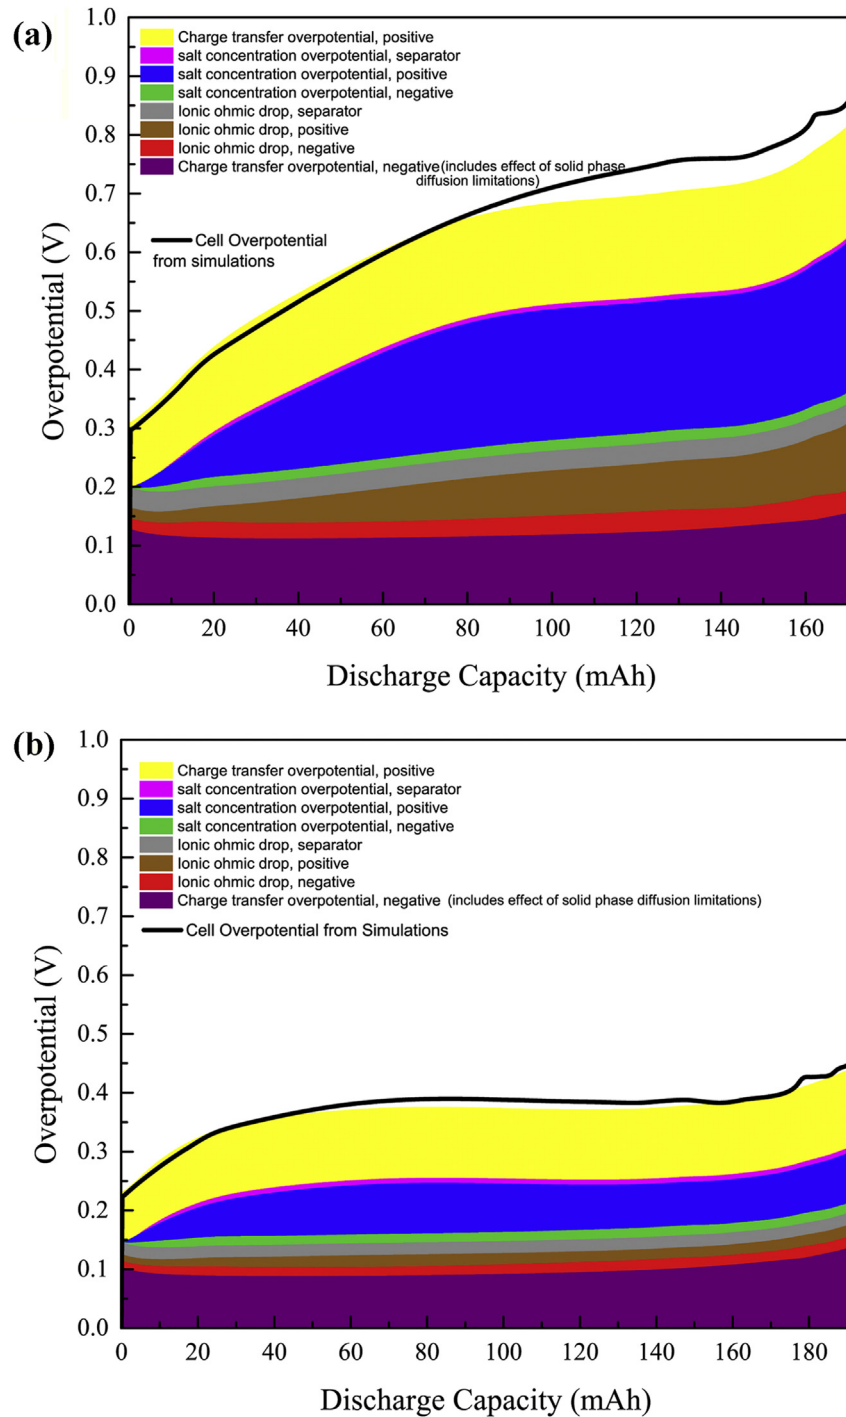 (a)
1.0
0.9
0.8
0.7
0.6
0.5
0.4
0.3
0.2
0.1
0.0
Overpotential (V)
Charge transfer overpotential, positive
salt concentration overpotential, separator
salt concentration overpotential, positive
salt concentration overpotential, negative
Ionic ohmic drop, separator
Ionic ohmic drop, positive
Ionic ohmic drop, negative
Charge transfer overpotential, negative (includes effect of solid phase
diffusion limitations)
Cell Overpotential
from simulations
0 20 40 60 80 100 120 140 160
Discharge Capacity (mAh)
(b)
1.0
0.9
0.8
0.7
0.6
0.5
0.4
0.3
0.2
0.1
0.0
Overpotential (V)
Charge transfer overpotential, positive
salt concentration overpotential, separator
salt concentration overpotential, positive
salt concentration overpotential, negative
Ionic ohmic drop, separator
Ionic ohmic drop, positive
Ionic ohmic drop, negative
Charge transfer overpotential, negative (includes effect of solid phase diffusion limitations)
Cell Overpotential from Simulations
0 20 40 60 80 100 120 140 160 180
Discharge Capacity (mAh)